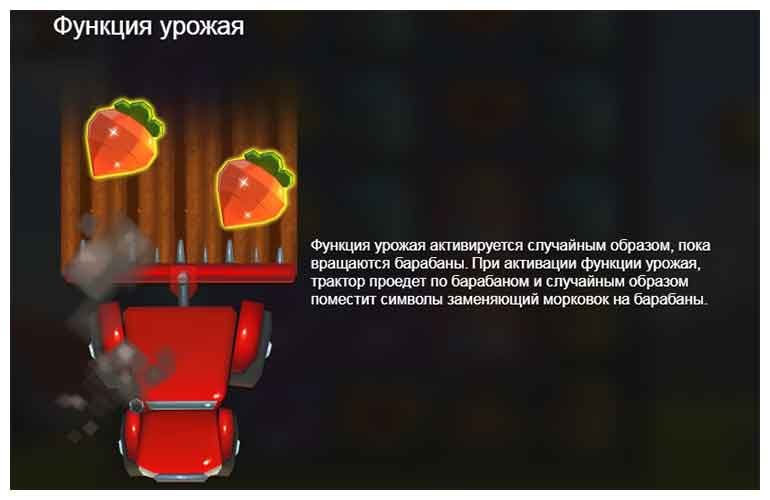 Функция урожая
Функция урожая активируется случайным образом, пока
вращаются барабаны. При активации функции урожая,
трактор проедет по барабаном и случайным образом
поместит символы заменяющий морковок на барабаны.